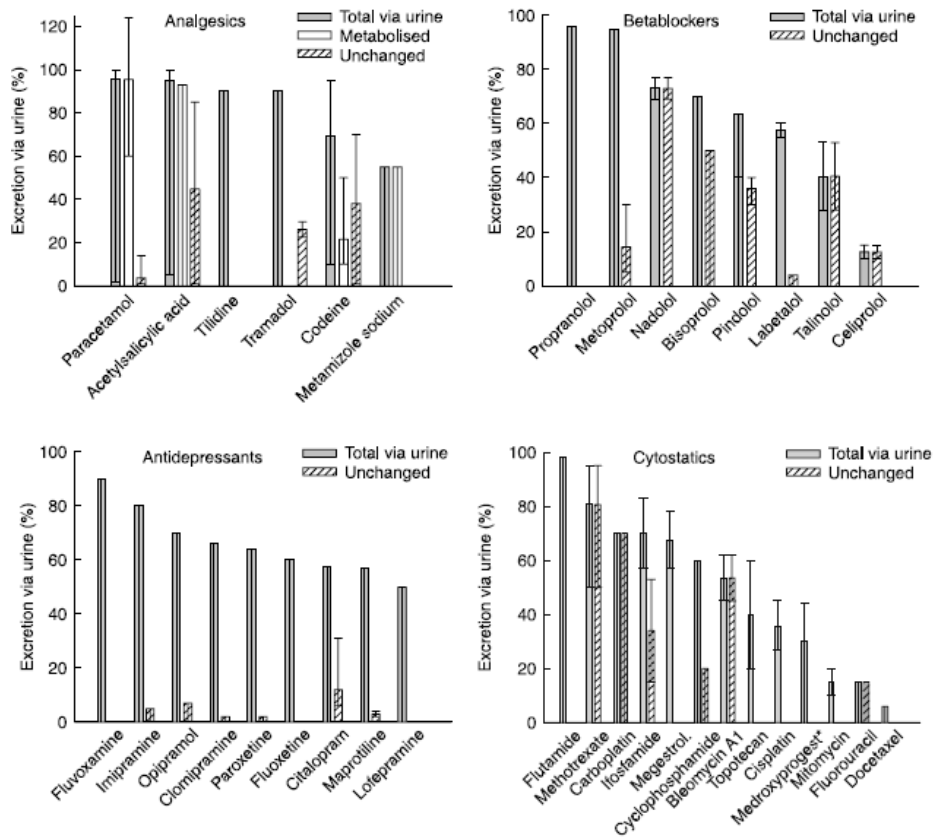 Analgesics
Total via urine
Metabolised
Unchanged
Excretion via urine (%)
120
100
80
60
40
20
0
Paracetamol
Acetylsalicylic acid
Tilidine
Tramadol
Codeine
Metamizole sodium
Betablockers
Total via urine
Unchanged
Excretion via urine (%)
100
80
60
40
20
0
Propranolol
Metoprolol
Nadolol
Bisoprolol
Pindolol
Labetalol
Talinolol
Celiprolol
Antidepressants
Total via urine
Unchanged
Excretion via urine (%)
100
80
60
40
20
0
Fluvoxamine
Imipramine
Opipramol
Clomipramine
Paroxetine
Fluoxetine
Citalopram
Maprotiline
Lofepramine
Cytostatics
Total via urine
Unchanged
Excretion via urine (%)
100
80
60
40
20
0
Flutamide
Methotrexate
Carboplatin
Ifosfamide
Megestrol.
Cyclophosphamide
Bleomycin A1
Topotecan
Cisplatin
Medroxyprogest*
Mitomycin
Fluorouracil
Docetaxel